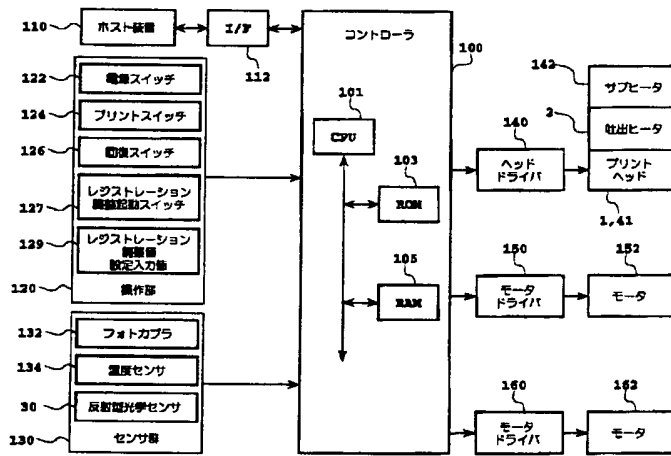 110
ホスト装置
I/F
112
コントローラ
100
122
電源スイッチ
124
プリントスイッチ
126
回復スイッチ
127
レジストレーション
調整起動スイッチ
129
レジストレーション
調整値
設定入力部
120
操作部
132
フォトカプラ
134
温度センサ
30
反射型光学センサ
130
センサ群
101
CPU
103
ROM
105
RAM
140
ヘッド
ドライバ
142
サブヒータ
2
吐出ヒータ
プリント
ヘッド
1,41
150
モータ
ドライバ
152
モータ
160
モータ
ドライバ
162
モータ